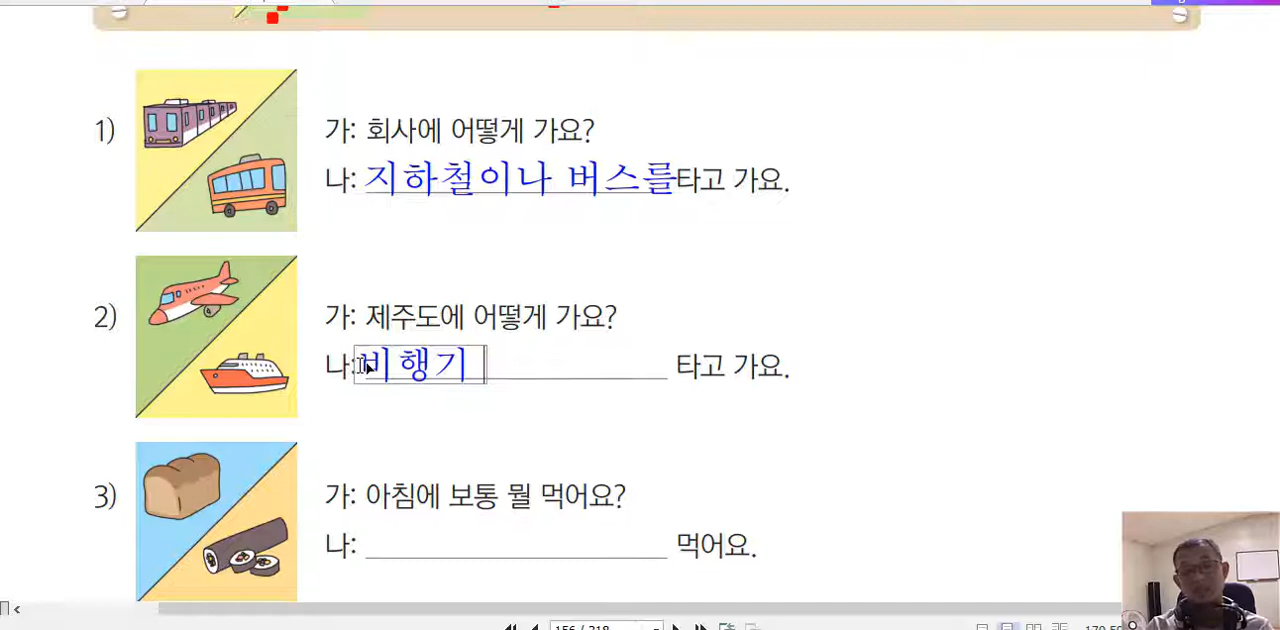 1)
가: 회사에 어떻게 가요?
나: 지하철이나 버스를타고 가요.
2)
가: 제주도에 어떻게 가요?
나: 비행기 타고 가요.
3)
가: 아침에 보통 뭘 먹어요?
나: 먹어요.
156 / 218